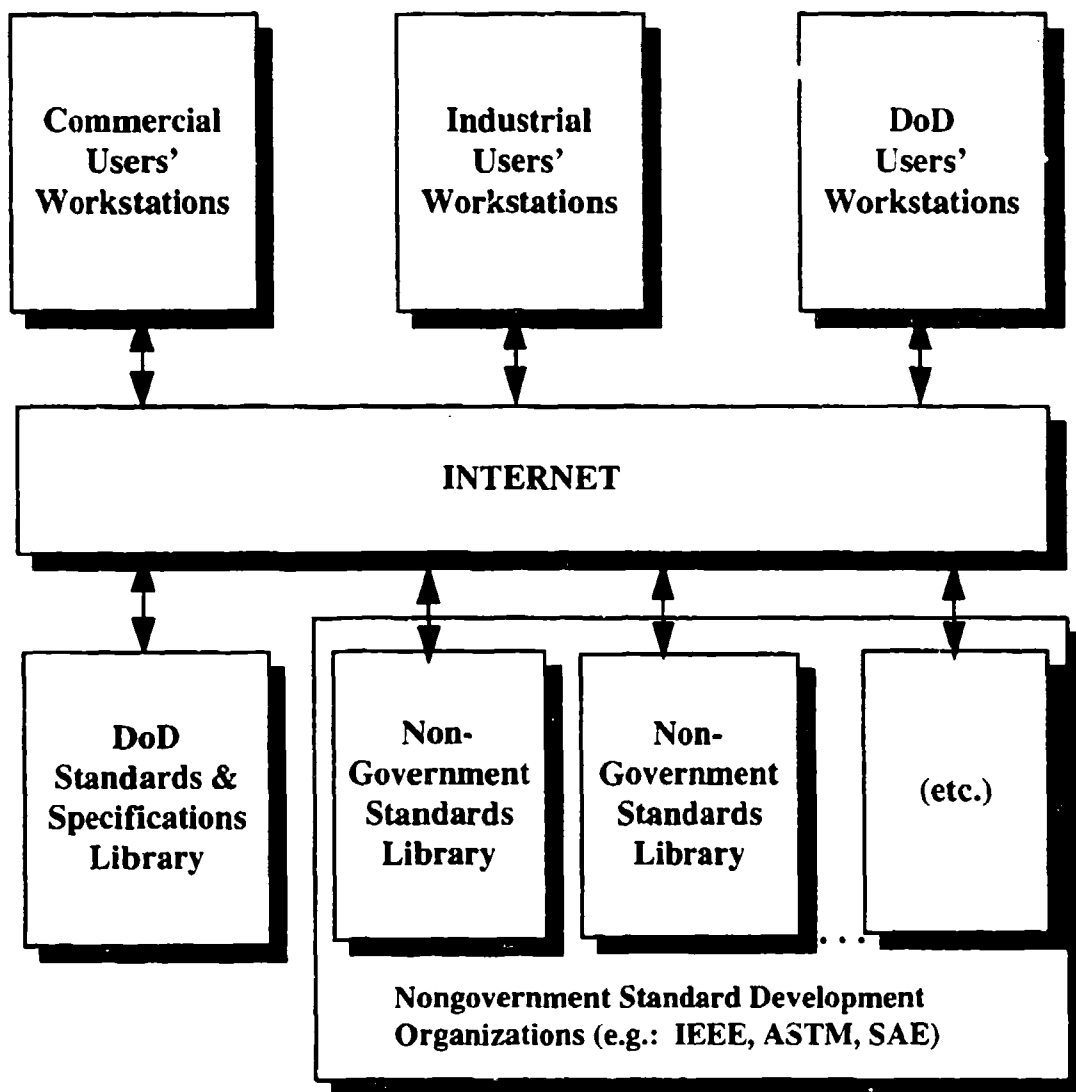 Commercial
Users'
Workstations
Industrial
Users'
Workstations
DoD
Users'
Workstations
INTERNET
DoD
Standards &
Specifications
Library
Non-
Government
Standards
Library
Non-
Government
Standards
Library
...
(etc.)
Nongovernment Standard Development
Organizations (e.g.: IEEE, ASTM, SAE)